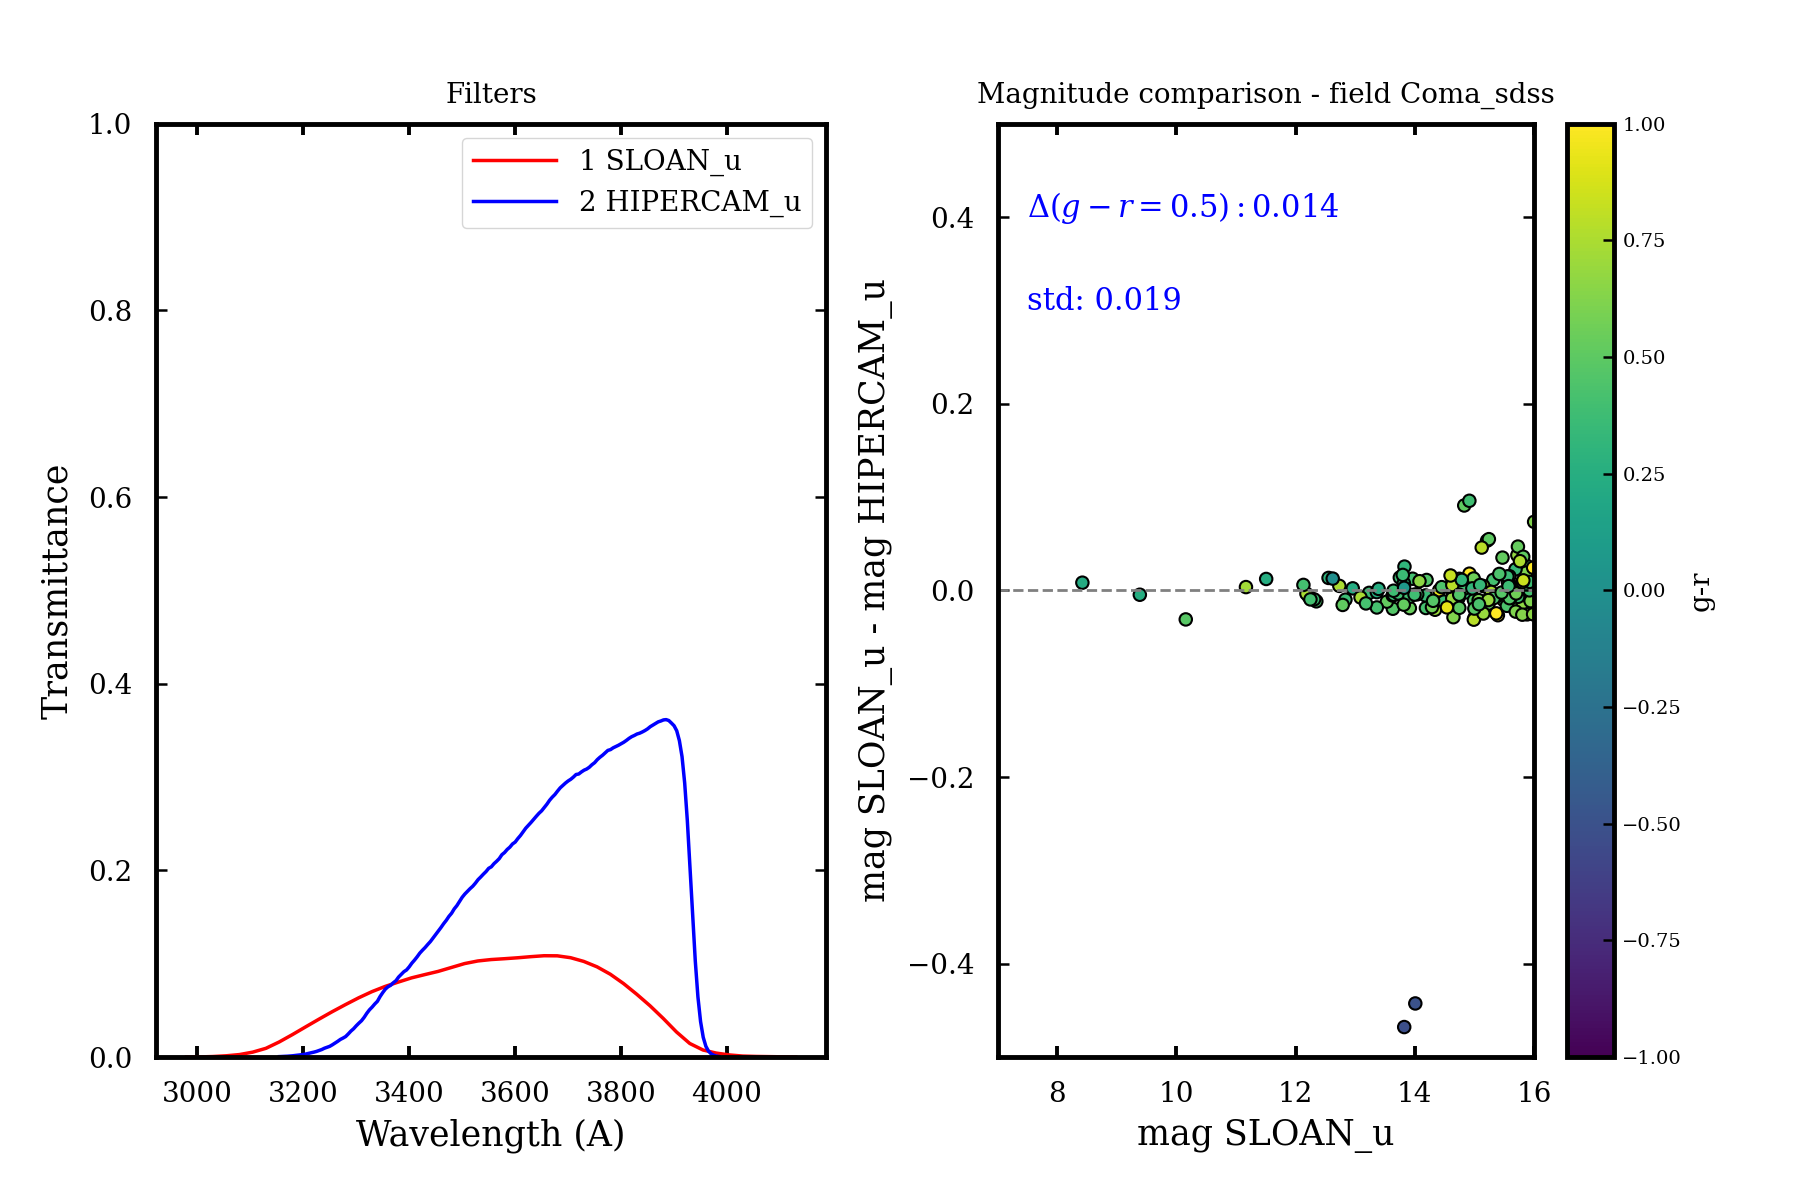 Filters
1.0
0.8
0.6
0.4
0.2
0.0
Transmittance
1 SLOAN_u
2 HIPERCAM_u
3000 3200 3400 3600 3800 4000
Wavelength (A)
Magnitude comparison - field Coma_sdss
mag SLOAN_u - mag HIPERCAM_u
0.4
0.2
0.0
−0.2
−0.4
Δ(g − r = 0.5) : 0.014
std: 0.019
8 10 12 14 16
mag SLOAN_u
1.00
0.75
0.50
0.25
0.00
−0.25
−0.50
−0.75
−1.00
g-r